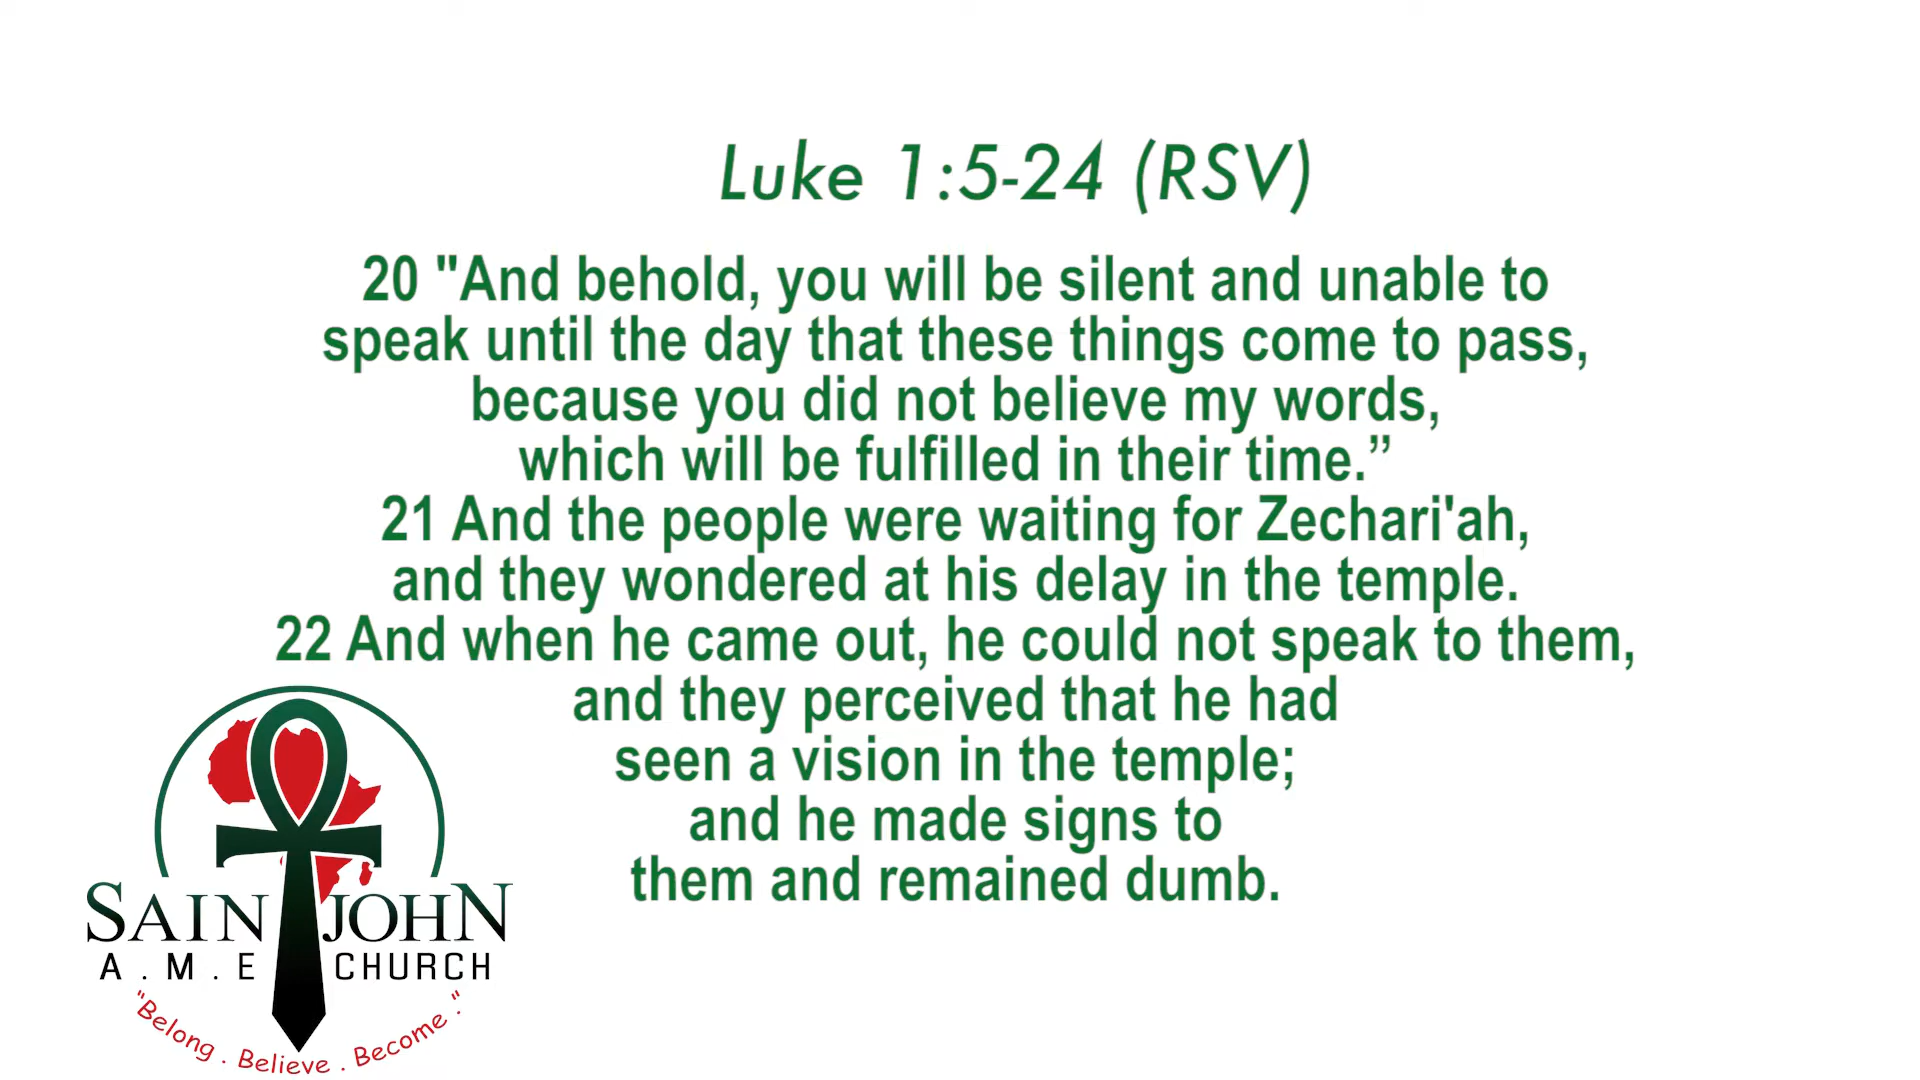 Luke 1:5-24 (RSV)
20 "And behold, you will be silent and unable to
speak until the day that these things come to pass,
because you did not believe my words,
which will be fulfilled in their time.”
21 And the people were waiting for Zechari'ah,
and they wondered at his delay in the temple.
22 And when he came out, he could not speak to them,
and they perceived that he had
seen a vision in the temple;
and he made signs to
them and remained dumb.
SAINT JOHN
A . M . E CHURCH
"Belong . Believe . Become ."